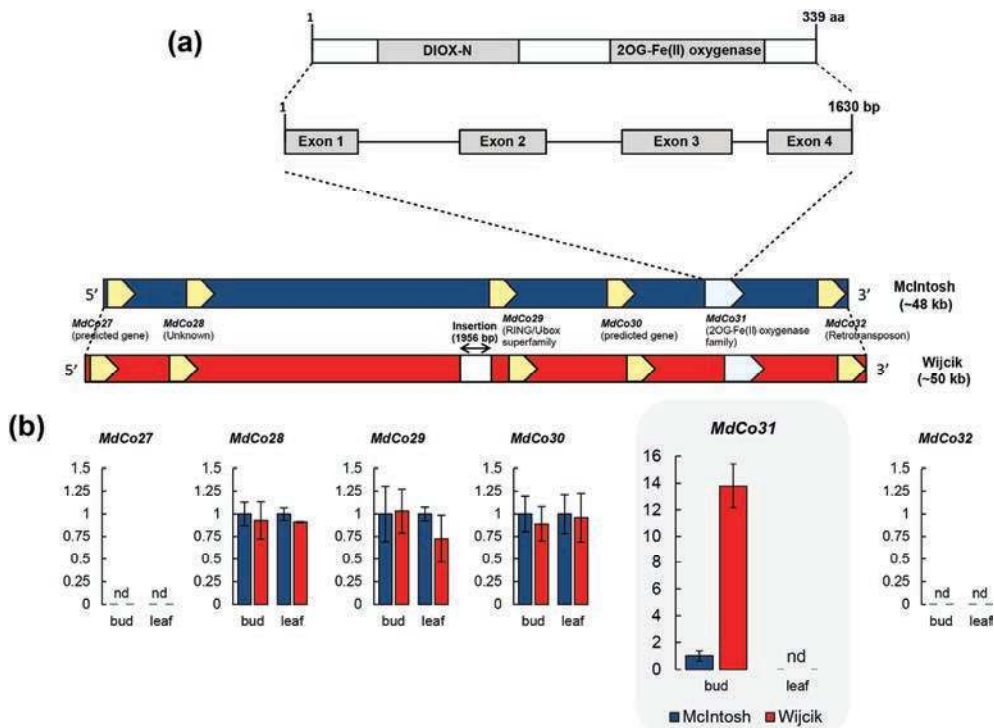 (a)
1
339 aa
DIOX-N
2OG-Fe(II) oxygenase
1
1630 bp
Exon 1
Exon 2
Exon 3
Exon 4
5′
3′
McIntosh
(~48 kb)
MdCo27
(predicted gene)
MdCo28
(Unknown)
Insertion
(1956 bp)
MdCo29
(RING/Ubox
superfamily
MdCo30
(predicted gene)
MdCo31
(2OG-Fe(II) oxygenase
family)
MdCo32
(Retrotransposon)
5′
3′
Wijcik
(~50 kb)
(b)
MdCo27
1.5
1.25
1
0.75
0.5
0.25
0
nd
nd
bud
leaf
MdCo28
1.5
1.25
1
0.75
0.5
0.25
0
bud
leaf
MdCo29
1.5
1.25
1
0.75
0.5
0.25
0
bud
leaf
MdCo30
1.5
1.25
1
0.75
0.5
0.25
0
bud
leaf
MdCo31
16
14
12
10
8
6
4
2
0
nd
bud
leaf
McIntosh
Wijcik
MdCo32
1.5
1.25
1
0.75
0.5
0.25
0
nd
nd
bud
leaf